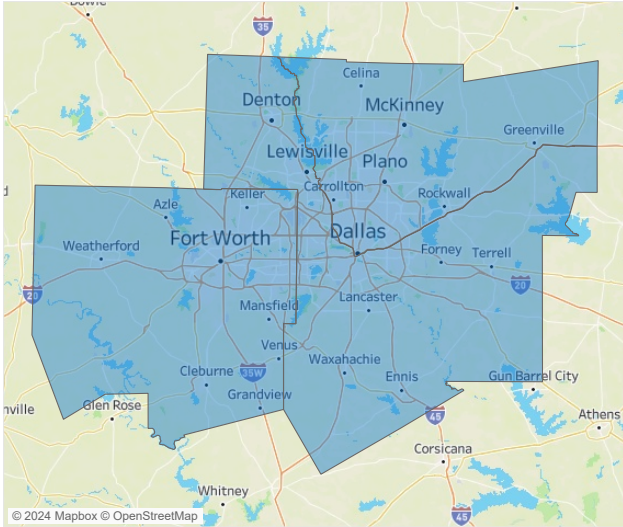 Bowie
35
Celina
Denton
McKinney
Greenville
Lewisville
Plano
Carrollton
Keller
Rockwall
Azle
Dallas
Fort Worth
Weatherford
Forney
Terrell
20
20
Lancaster
Mansfield
Venus
Waxahachie
Cleburne
35W
Ennis
Gun Barrel City
Grandview
Glen Rose
nville
45
Athens
Corsicana
Whitney
45
© 2024 Mapbox © OpenStreetMap